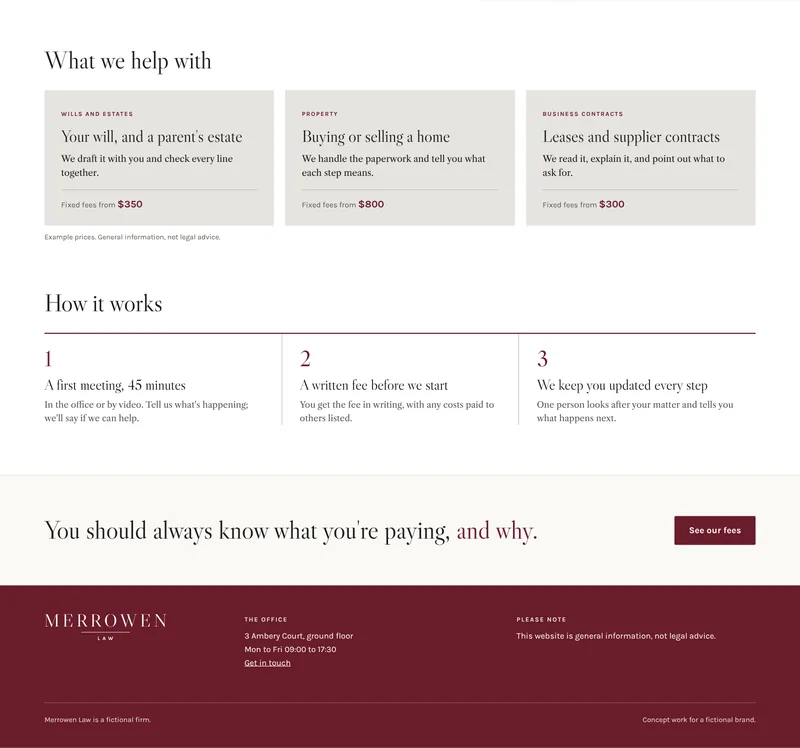 What we help with
WILLS AND ESTATES
Your will, and a parent's estate
We draft it with you and check every line
together.
Fixed fees from $350
PROPERTY
Buying or selling a home
We handle the paperwork and tell you what
each step means.
Fixed fees from $800
BUSINESS CONTRACTS
Leases and supplier contracts
We read it, explain it, and point out what to
ask for.
Fixed fees from $300
Example prices. General information, not legal advice.
How it works
1
A first meeting, 45 minutes
In the office or by video. Tell us what's happening;
we'll say if we can help.
2
A written fee before we start
You get the fee in writing, with any costs paid to
others listed.
3
We keep you updated every step
One person looks after your matter and tells you
what happens next.
You should always know what you're paying, and why.
See our fees
MERROWEN
LAW
THE OFFICE
3 Ambery Court, ground floor
Mon to Fri 09:00 to 17:30
Get in touch
PLEASE NOTE
This website is general information, not legal advice.
Merrowen Law is a fictional firm.
Concept work for a fictional brand.